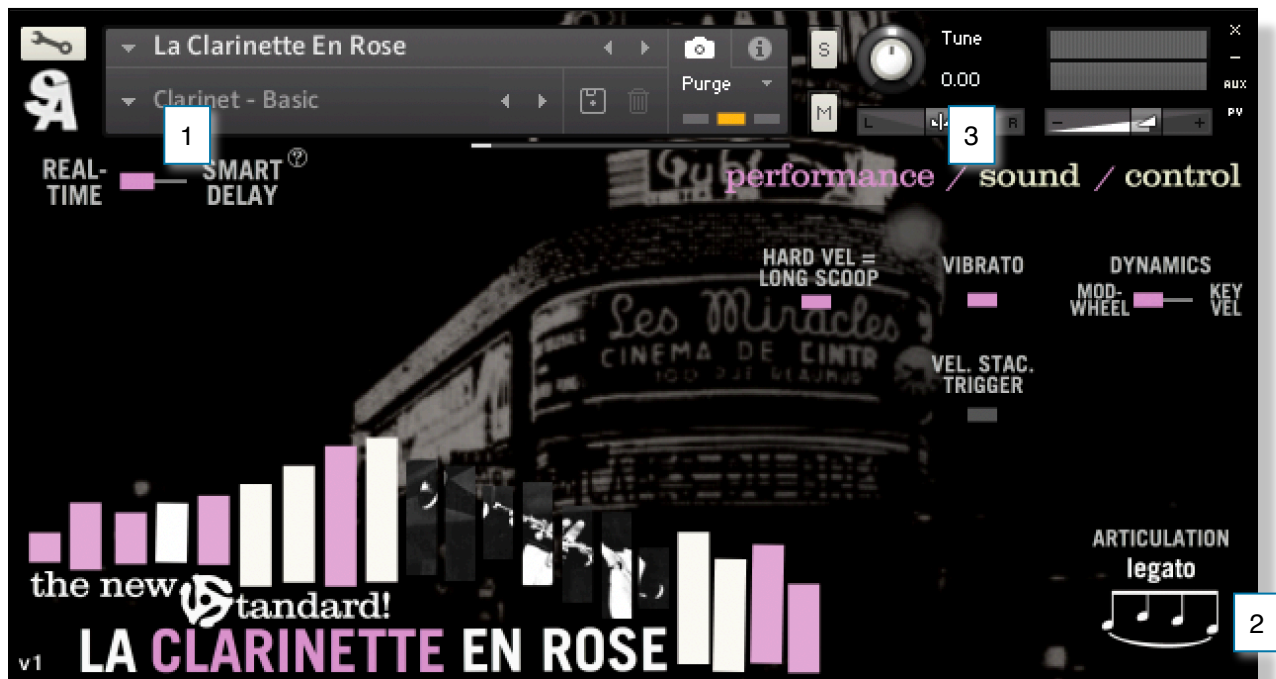 La Clarinette En Rose
S
Tune
0.00
×
-
AUX
PV
Clarinet - Basic
Purge
M
L
R
-
+
1
3
REAL-
TIME
SMART
DELAY
?
performance / sound / control
HARD VEL =
LONG SCOOP
VIBRATO
DYNAMICS
MOD-
WHEEL
KEY
VEL
Les Miracles
CINEMA DE
VEL. STAC.
TRIGGER
ARTICULATION
legato
2
the new
Standard!
v1
LA CLARINETTE EN ROSE